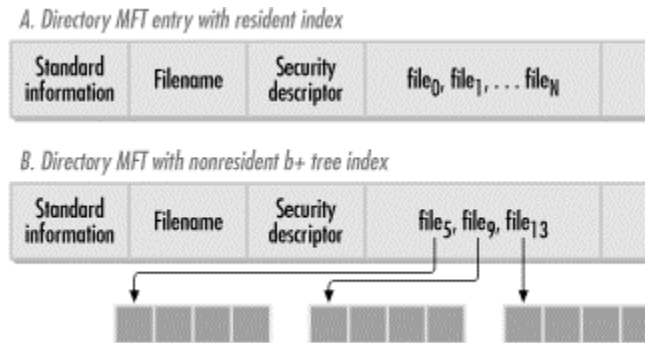 A. Directory MFT entry with resident index
Standard information
Filename
Security descriptor
file0, file1, . . . fileN
B. Directory MFT with nonresident b+ tree index
Standard information
Filename
Security descriptor
file5, file9, file13